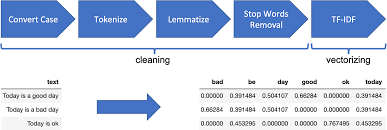 Convert Case
Tokenize
Lemmatize
Stop Words
Removal
TF-IDF
cleaning
vectorizing
text
Today is a good day
Today is a bad day
Today is ok
bad be day good ok today
0.00000 0.391484 0.504107 0.66284 0.000000 0.391484
0.66284 0.391484 0.504107 0.00000 0.000000 0.391484
0.00000 0.453295 0.000000 0.00000 0.767495 0.453295